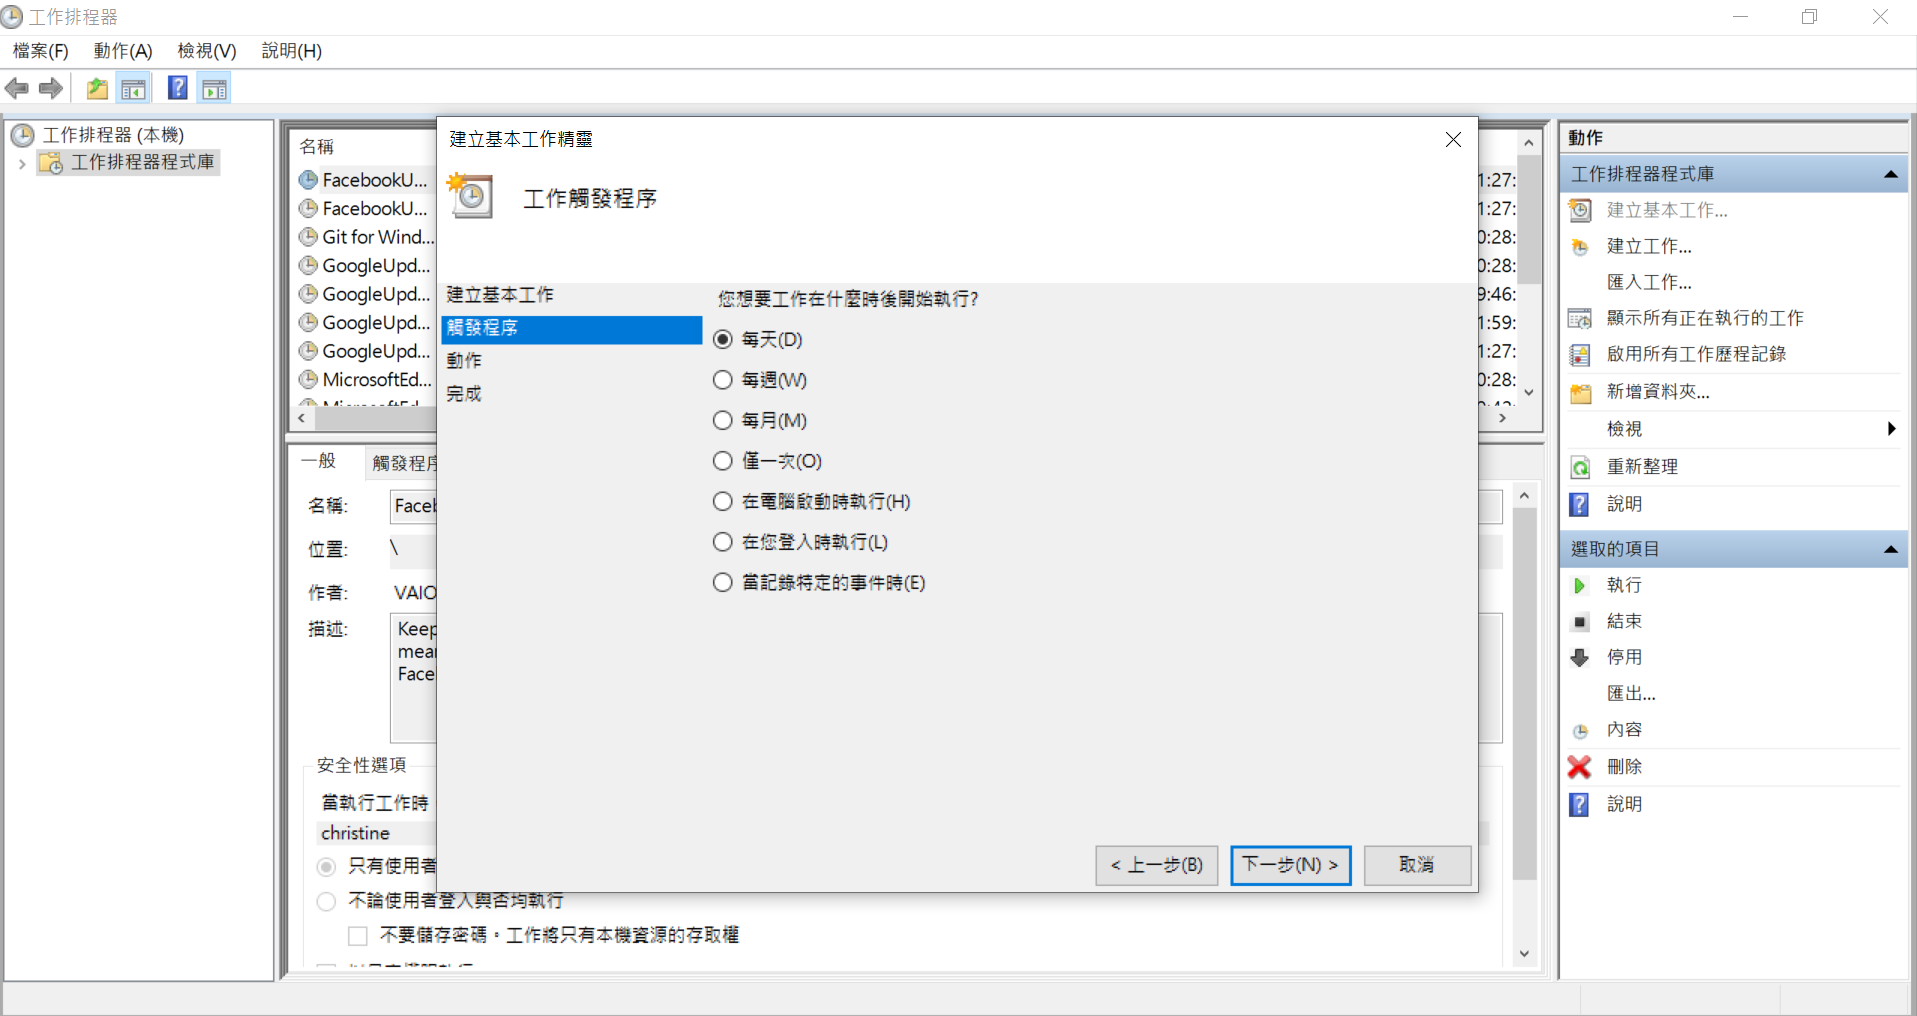 工作排程器
檔案(F) 動作(A) 檢視(V) 說明(H)
工作排程器 (本機)
工作排程器程式庫
名稱
FacebookU...
FacebookU...
Git for Wind...
GoogleUpd...
GoogleUpd...
GoogleUpd...
GoogleUpd...
MicrosoftEd...
1:27:
1:27:
0:28:
0:28:
9:46:
1:59:
1:27:
0:28:
一般 觸發程序
名稱: Faceb
位置: \
作者: VAIO
描述: Keep
mear
Face
安全性選項
當執行工作時
christine
只有使用者
不論使用者登入與否均執行
不要儲存密碼。工作將只有本機資源的存取權
建立基本工作精靈
工作觸發程序
建立基本工作
觸發程序
動作
完成
您想要工作在什麼時後開始執行?
每天(D)
每週(W)
每月(M)
僅一次(O)
在電腦啟動時執行(H)
在您登入時執行(L)
當記錄特定的事件時(E)
< 上一步(B) 下一步(N) > 取消
動作
工作排程器程式庫
建立基本工作...
建立工作...
匯入工作...
顯示所有正在執行的工作
啟用所有工作歷程記錄
新增資料夾...
檢視
重新整理
說明
選取的項目
執行
結束
停用
匯出...
內容
刪除
說明